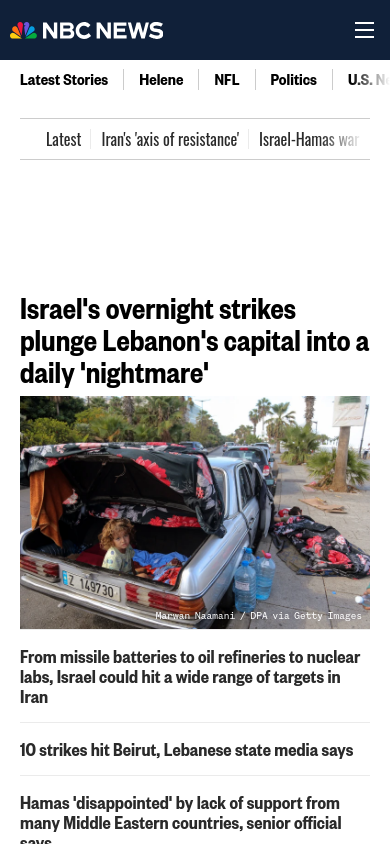 NBC NEWS
Latest Stories
Helene
NFL
Politics
U.S. N
Latest
Iran's 'axis of resistance'
Israel-Hamas war
Israel's overnight strikes
plunge Lebanon's capital into a
daily 'nightmare'
Z 149730
Marwan Naamani / DPA via Getty Images
From missile batteries to oil refineries to nuclear
labs, Israel could hit a wide range of targets in
Iran
10 strikes hit Beirut, Lebanese state media says
Hamas 'disappointed' by lack of support from
many Middle Eastern countries, senior official
says